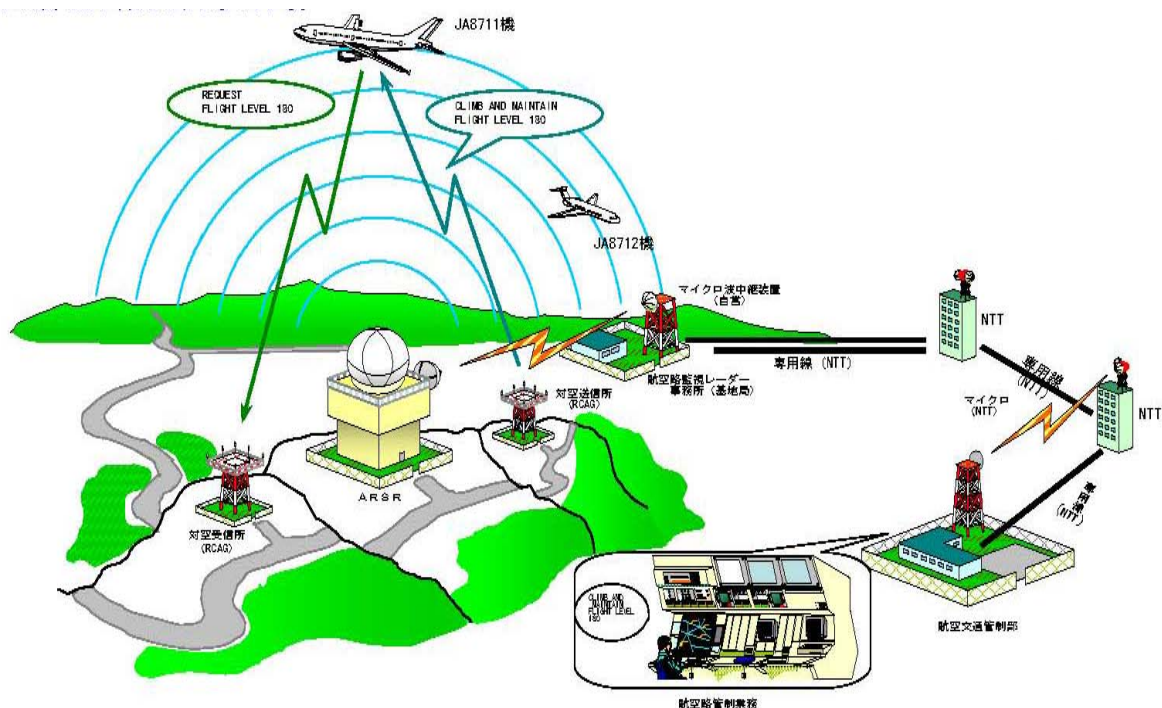 JA8711機
REQUEST
FLIGHT LEVEL 180
CLIMB AND MAINTAIN
FLIGHT LEVEL 180
JA8712機
マイクロ波中継装置
(自営)
NTT
専用線 (NTT)
専用線
(NTT)
航空路監視レーダー
事務所 (基地局)
マイクロ
(NTT)
NTT
対空送信所
(RCAG)
ARSR
専用線
(NTT)
対空受信所
(RCAG)
CLIMB AND
MAINTAIN
FLIGHT LEVEL
180
航空交通管制部
航空路管制業務